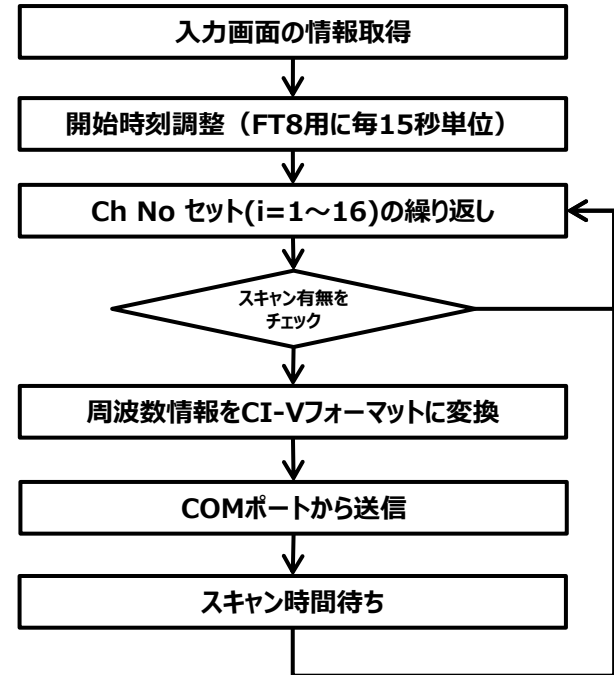 入力画面の情報取得
開始時刻調整（FT8用に毎15秒単位）
Ch No セット(i=1～16)の繰り返し
スキャン有無を
チェック
周波数情報をCI-Vフォーマットに変換
COMポートから送信
スキャン時間待ち